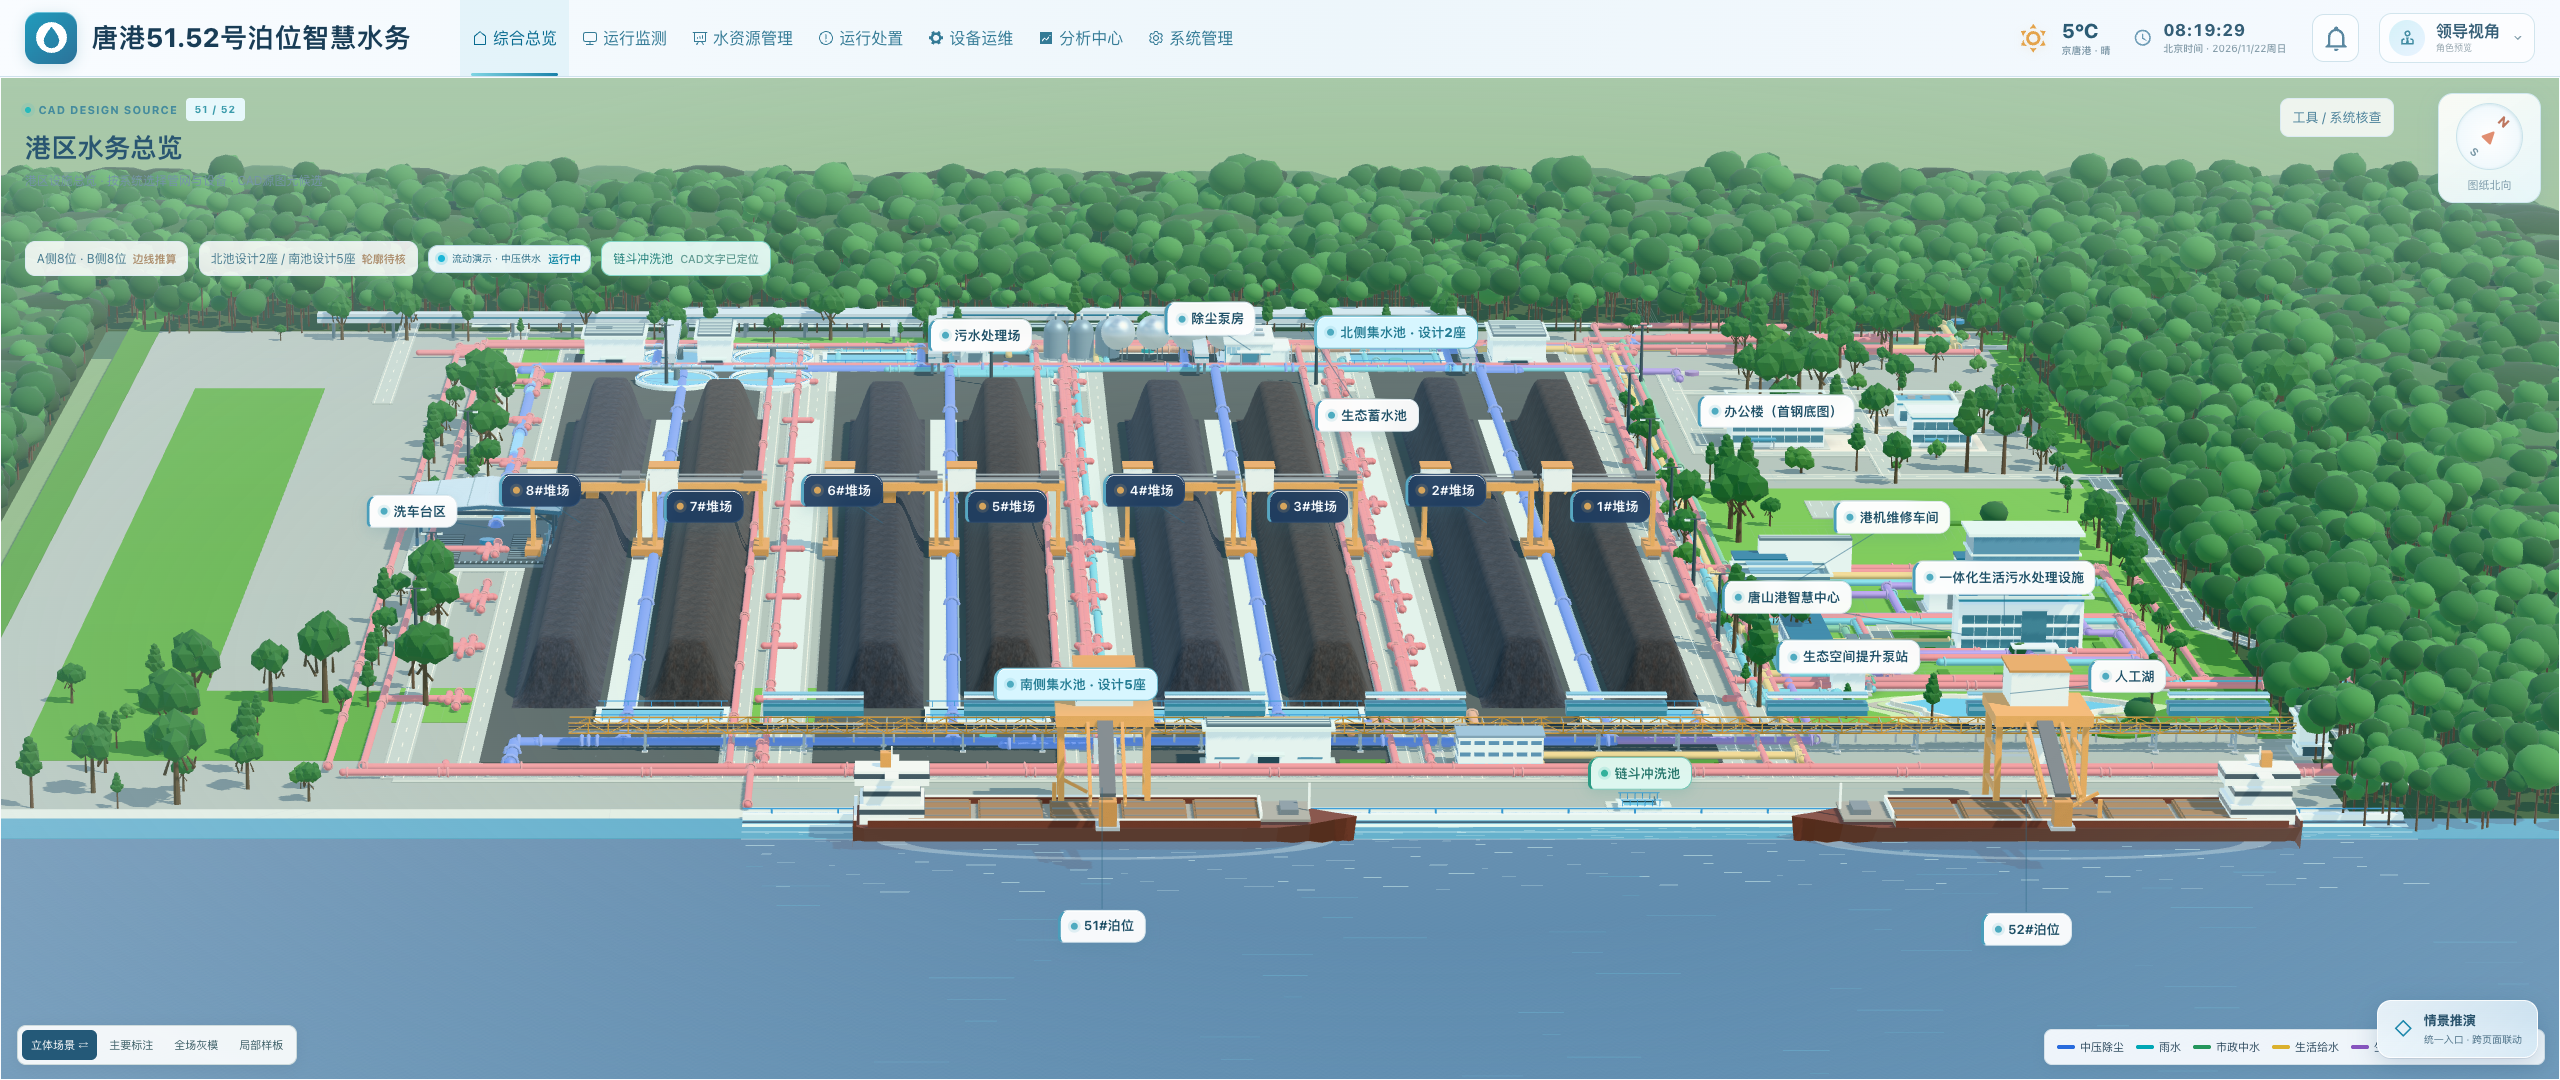 唐港51.52号泊位智慧水务
综合总览
运行监测
水资源管理
运行处置
设备运维
分析中心
系统管理
5°C
京唐港 · 晴
08:19:29
北京时间 · 2026/11/22周日
领导视角
角色预览
CAD DESIGN SOURCE
51 / 52
港区水务总览
工具 / 系统核查
N
S
图纸北向
A侧8位 · B侧8位 边线推算
北池设计2座 / 南池设计5座 轮廓待核
流动演示 · 中压供水 运行中
链斗冲洗池 CAD文字已定位
污水处理场
除尘泵房
北侧集水池 · 设计2座
生态蓄水池
办公楼（首钢底图）
8#堆场
7#堆场
6#堆场
5#堆场
4#堆场
3#堆场
2#堆场
1#堆场
洗车台区
港机维修车间
一体化生活污水处理设施
唐山港智慧中心
生态空间提升泵站
人工湖
南侧集水池 · 设计5座
链斗冲洗池
51#泊位
52#泊位
立体场景
主要标注
全场灰模
局部样板
中压除尘
雨水
市政中水
生活给水
情景推演
统一入口 · 跨页面联动